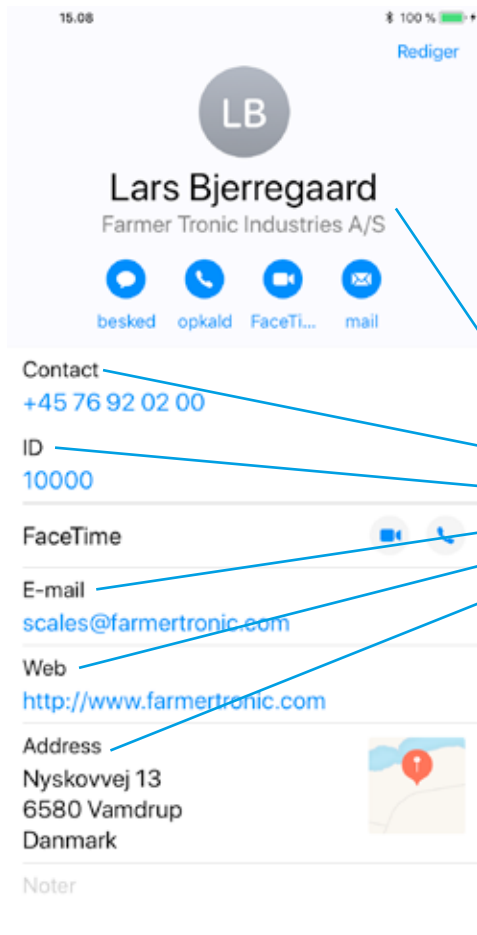 15.08
100 %
Rediger
LB
Lars Bjerregaard
Farmer Tronic Industries A/S
besked opkald FaceTi... mail
Contact
+45 76 92 02 00
ID
10000
FaceTime
E-mail
scales@farmertronic.com
Web
http://www.farmertronic.com
Address
Nyskovvej 13
6580 Vamdrup
Danmark
Noter